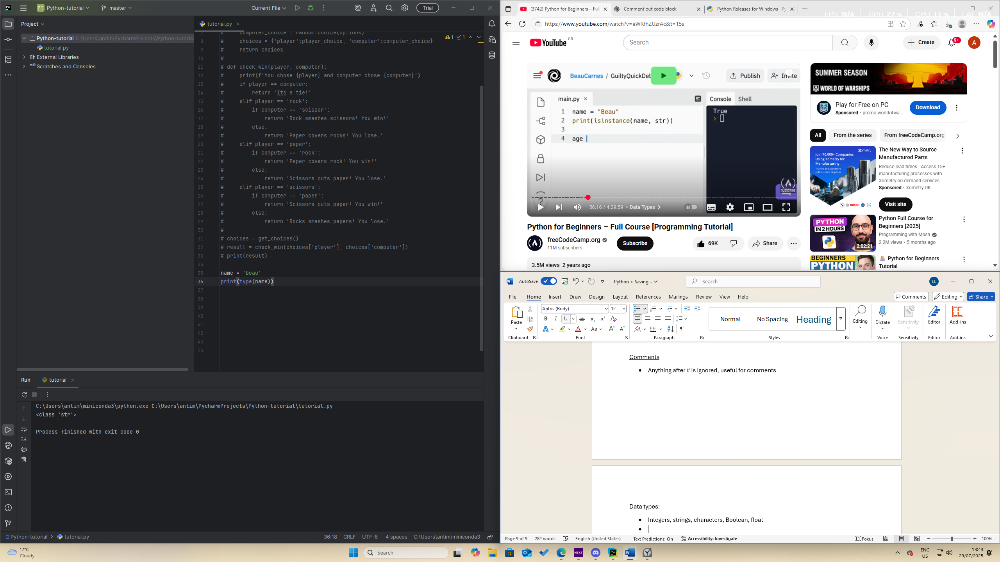 PT Python-tutorial
master
Current File
Trial
Project
Python-tutorial C:\Users\antim\PycharmProjects\Python-tutorial
tutorial.py
External Libraries
Scratches and Consoles
tutorial.py
1 1
7 #     computer_choice = random.choice(options)
8 #     choices = {'player':player_choice, 'computer':computer_choice}
9 #     return choices
10 #
11 # def check_win(player, computer):
12 #     print(f'You chose {player} and computer chose {computer}')
13 #     if player == computer:
14 #         return 'Its a tie!'
15 #     elif player == 'rock':
16 #         if computer == 'scissor':
17 #             return 'Rock smashes scissors! You win!'
18 #         else:
19 #             return 'Paper covers rocks! You lose.'
20 #     elif player == 'paper':
21 #         if computer == 'rock':
22 #             return 'Paper covers rock! You win!'
23 #         else:
24 #             return 'Scissors cuts paper! You lose.'
25 #     elif player == 'scissors':
26 #         if computer == 'paper':
27 #             return 'Scissors cuts paper! You win!'
28 #         else:
29 #             return 'Rocks smashes papers! You lose.'
30 #
31 # choices = get_choices()
32 # result = check_win(choices['player'], choices['computer'])
33 # print(result)
34
35 name = 'beau'
36 print(type(name))
37
38
39
40
41
42
43
44
Run tutorial
C:\Users\antim\miniconda3\python.exe C:\Users\antim\PycharmProjects\Python-tutorial\tutorial.py
<class 'str'>
Process finished with exit code 0
Python-tutorial > tutorial.py
36:18 CRLF UTF-8 4 spaces C:\Users\antim\miniconda3
(3742) Python for Beginners – Full
Comment out code block
Python Releases for Windows | Py
FPS N/A GPU 27 % CPU 11 % LAT N/A
https://www.youtube.com/watch?v=eWRfhZUzrAc&t=15s
YouTube GB
Search
Create
9+
A
BeauCarnes / GuiltyQuickDeb
Publish
Invite
main.py
Console
Shell
1 name = "Beau"
2 print(isinstance(name, str))
3
4 age
True
SUBSCRIBE
56:16 / 4:39:59 • Data Types
Python for Beginners – Full Course [Programming Tutorial]
freeCodeCamp.org
11M subscribers
Subscribe
69K
Share
3.5M views 2 years ago
SUMMER SEASON
WORLD OF WARSHIPS
Play for Free on PC
Sponsored · promo.worldofwa...
Download
All
From the series
From freeCodeCamp.org
Xometry
Join 70,000+ Companies
Using Xometry for
Manufacturing
Trusted by purchasers
in the United Kingdom
BOSCH
The New Way to Source
Manufactured Parts
Reduce lead times - Access 15+
manufacturing processes with
Xometry on-demand services.
Sponsored · Xometry UK
Visit site
PYTHON
IN 2 HOURS
2:02:21
Python Full Course for
Beginners [2025]
Programming with Mosh
2.2M views · 5 months ago
BEGINNERS
PYTHON
Python for Beginners
Tutorial
AutoSave
Python • Saving...
Search
LL
File Home Insert Draw Design Layout References Mailings Review View Help
Comments
Editing
Share
Paste
Aptos (Body)
12
Normal
No Spacing
Heading
Editing
Dictate
Sensitivity
Editor
Add-ins
Clipboard
Font
Paragraph
Styles
Voice
Sensitivity
Editor
Add-ins
Comments
• Anything after # is ignored, useful for comments
Data types:
• Integers, strings, characters, Boolean, float
•
Page 9 of 9 282 words English (United States) Text Predictions: On Accessibility: Investigate
Focus
100%
17°C
Cloudy
Search
NZXT
ENG
US
13:43
29/07/2025